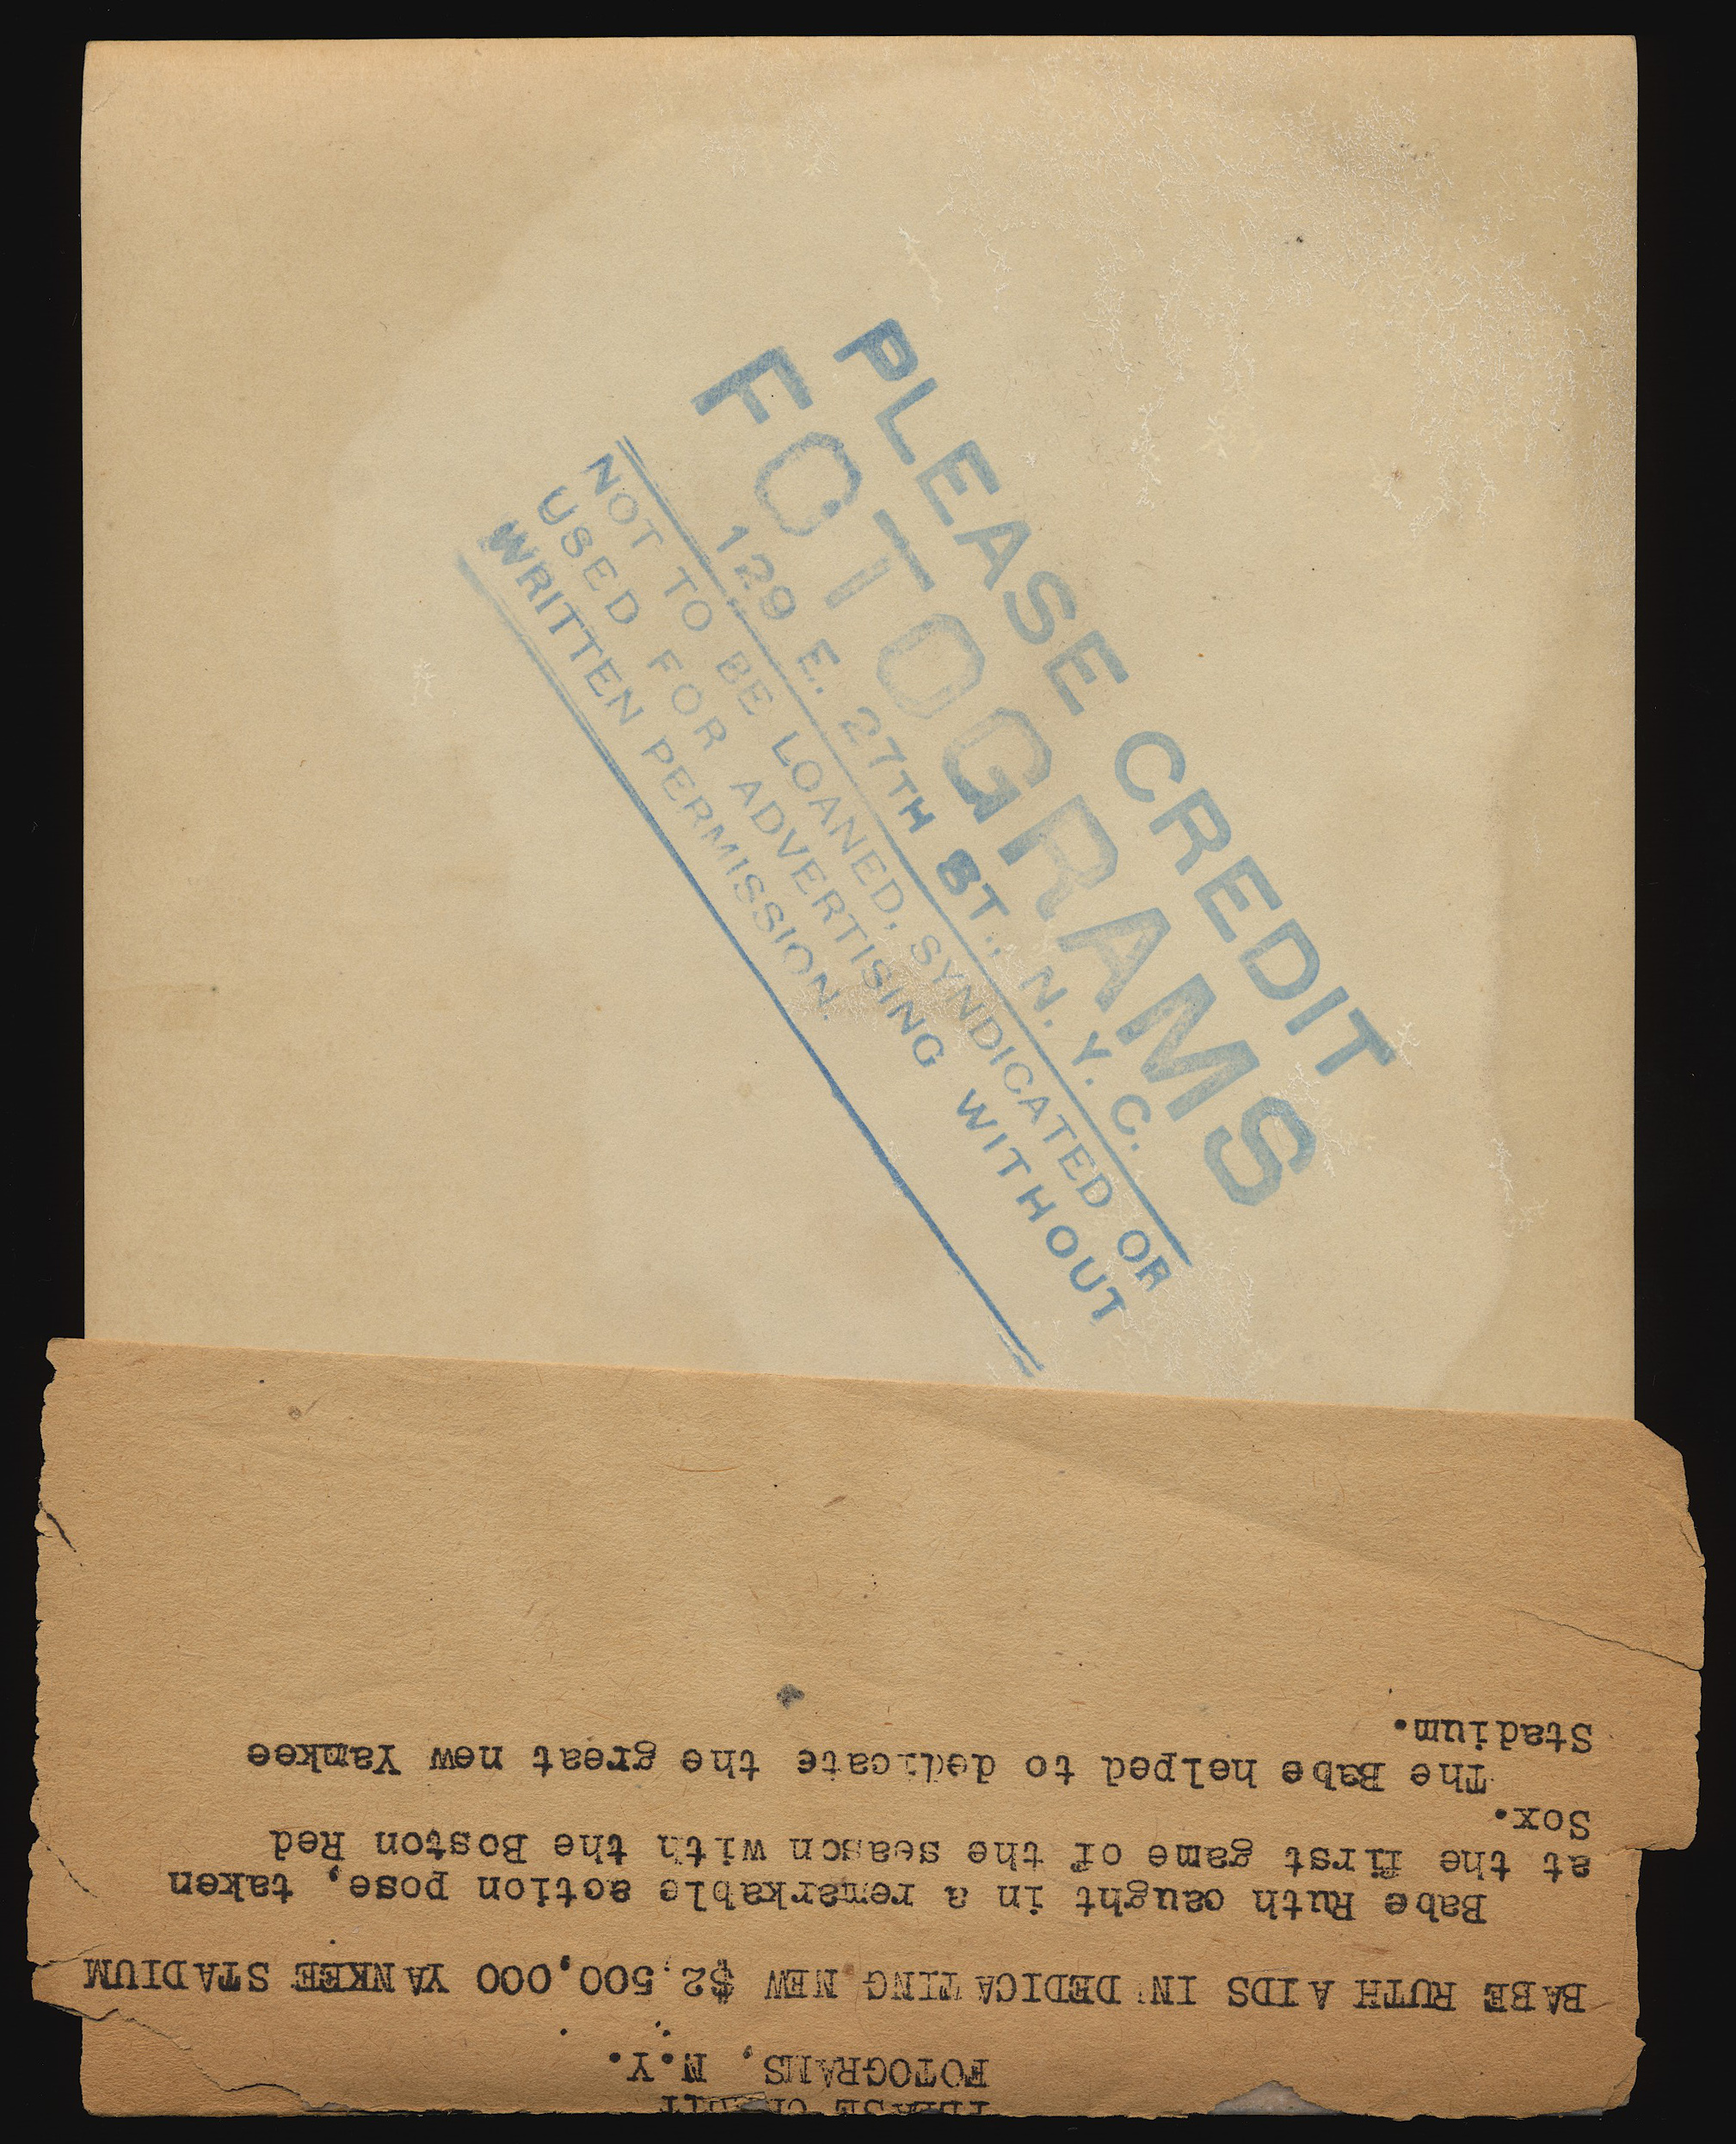 PLEASE CREDIT
FOTOGRAMS
129 E. 27TH ST., N. Y. C.
NOT TO BE LOANED, SYNDICATED OR
USED FOR ADVERTISING WITHOUT
WRITTEN PERMISSION.
PLEASE CREDIT
FOTOGRAMS, N.Y.
BABE RUTH AIDS IN DEDICATING NEW $2,500,000 YANKEE STADIUM
Babe Ruth caught in a remarkable action pose, taken
at the first game of the season with the Boston Red
Sox.
The Babe helped to dedicate the great new Yankee
Stadium.